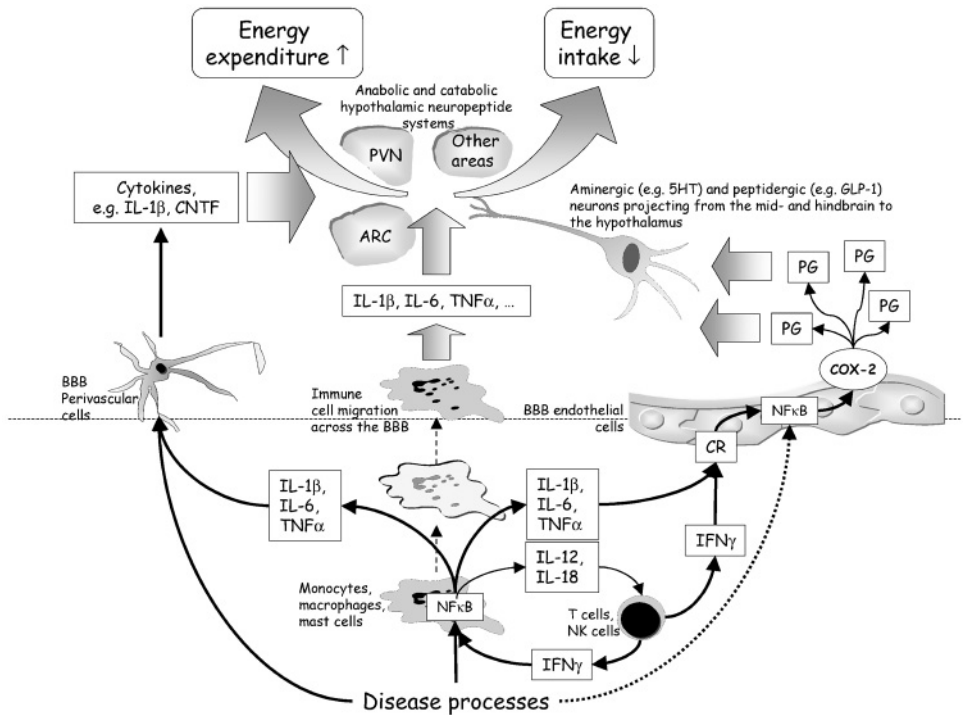 Energy
expenditure ↑
Energy
intake ↓
Anabolic and catabolic
hypothalamic neuropeptide
systems
PVN
Other
areas
Cytokines,
e.g. IL-1β, CNTF
ARC
Aminergic (e.g. 5HT) and peptidergic (e.g. GLP-1)
neurons projecting from the mid- and hindbrain to
the hypothalamus
PG
PG
PG
PG
IL-1β, IL-6, TNFα, …
COX-2
BBB
Perivascular
cells
Immune
cell migration
across the BBB
BBB endothelial
cells
NFκB
CR
IL-1β,
IL-6,
TNFα
IL-1β,
IL-6,
TNFα
IFNγ
IL-12,
IL-18
Monocytes,
macrophages,
mast cells
NFκB
T cells,
NK cells
IFNγ
Disease processes